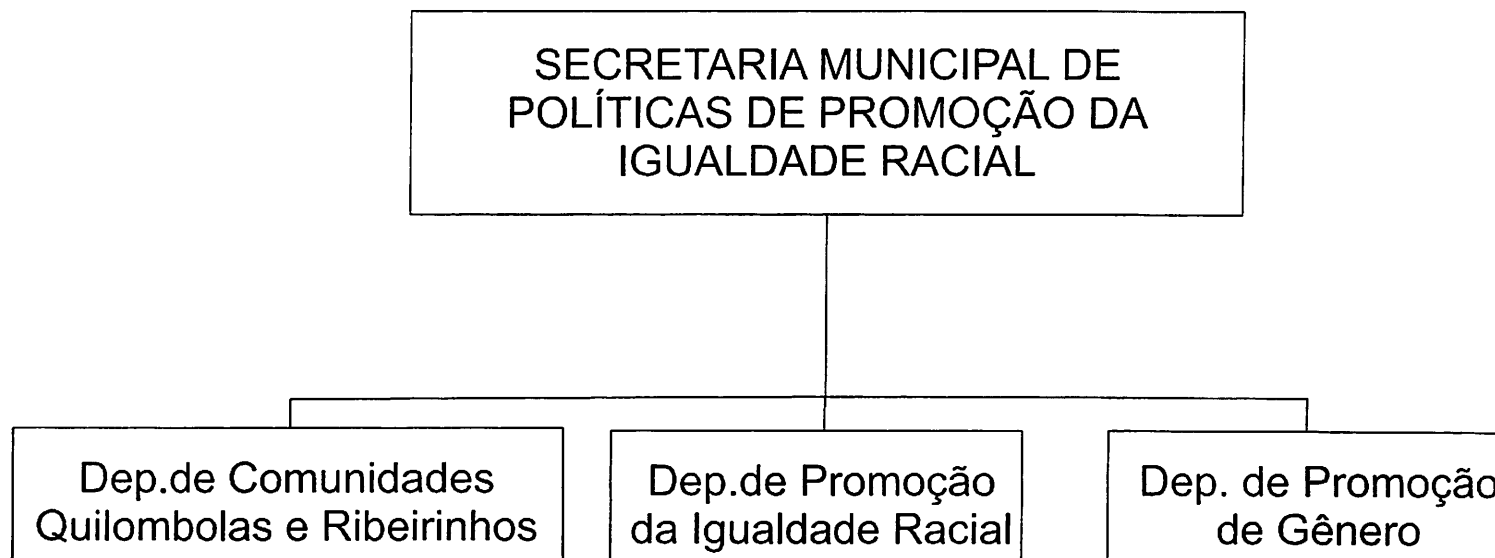 SECRETARIA MUNICIPAL DE
POLÍTICAS DE PROMOÇÃO DA
IGUALDADE RACIAL
Dep.de Comunidades
Quilombolas e Ribeirinhos
Dep.de Promoção
da Igualdade Racial
Dep. de Promoção
de Gênero